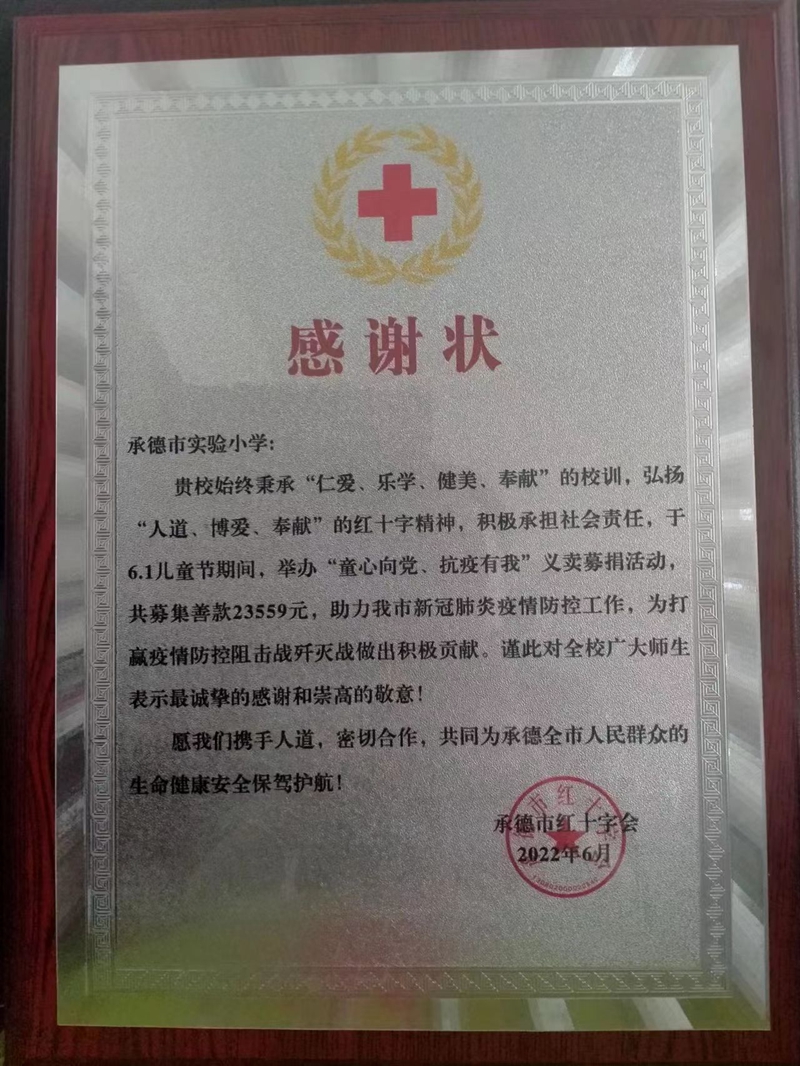 感谢状
承德市实验小学：
贵校始终秉承“仁爱、乐学、健美、奉献”的校训，弘扬
“人道、博爱、奉献”的红十字精神，积极承担社会责任，于
6.1儿童节期间，举办“童心向党、抗疫有我”义卖募捐活动，
共募集善款23559元，助力我市新冠肺炎疫情防控工作，为打
赢疫情防控阻击战歼灭战做出积极贡献。谨此对全校广大师生
表示最诚挚的感谢和崇高的敬意！
愿我们携手人道，密切合作，共同为承德全市人民群众的
生命健康安全保驾护航！
承德市红十字会
2022年6月
市红十字